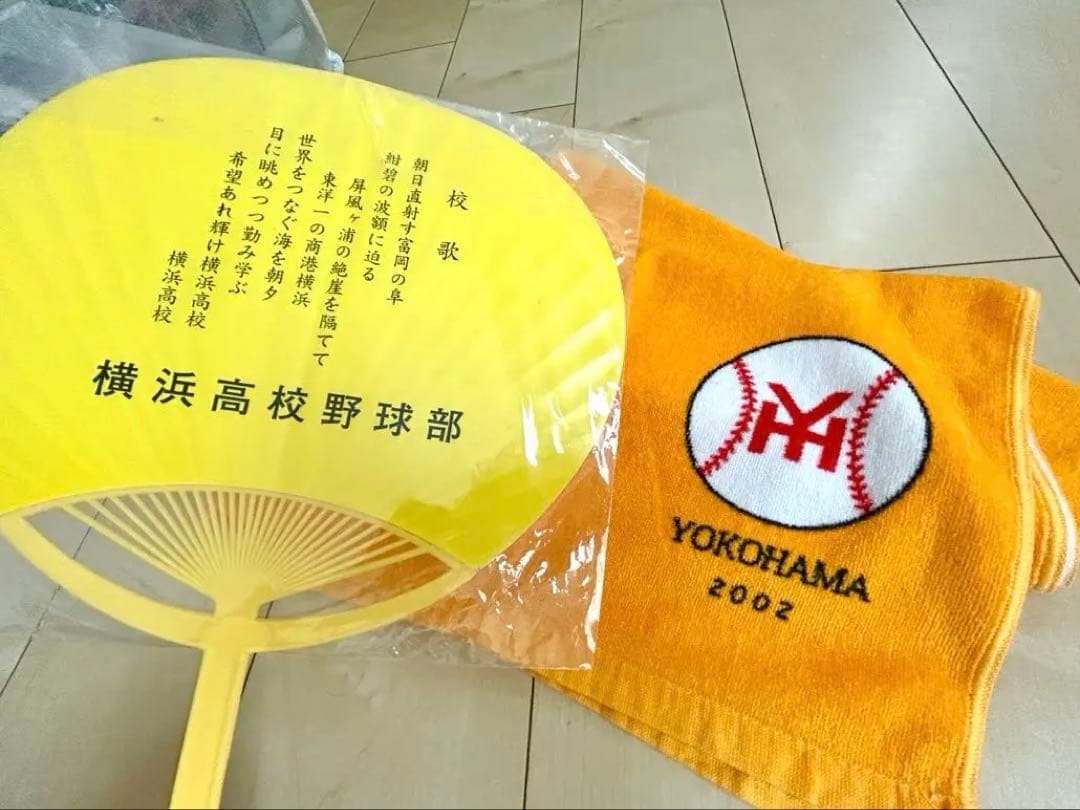 校歌
朝日直射す富岡の阜
紺碧の波額に迫る
屏風ヶ浦の絶崖を隔てて
東洋一の商港横浜
世界をつなぐ海を朝夕
目に眺めつつ勤み学ぶ
希望あれ輝け横浜高校
横浜高校
横浜高校野球部
YH
YOKOHAMA
2002